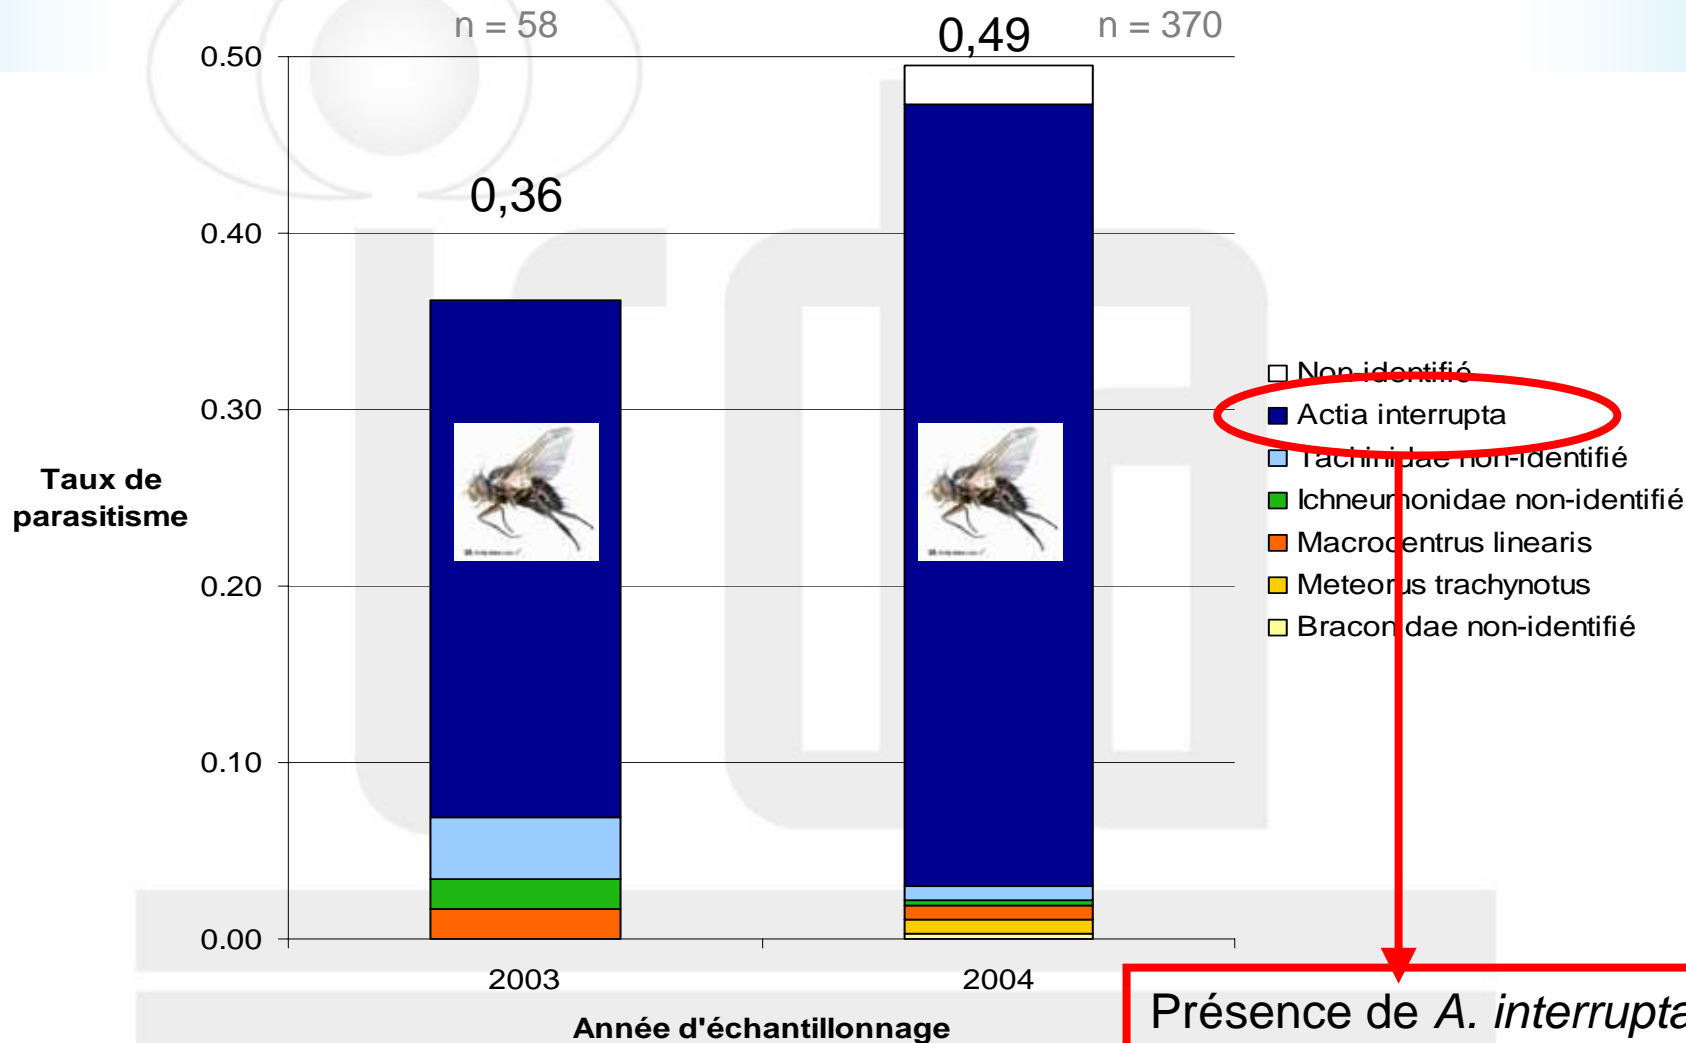 n = 58
0,49
n = 370
0.50
0,36
0.40
0.30
0.20
0.10
0.00
Taux de
parasitisme
Non-identifié
Actia interrupta
Tachinidae non-identifié
Ichneumonidae non-identifié
Macrocentrus linearis
Meteorus trachynotus
Braconidae non-identifié
2003
2004
Année d'échantillonnage
Présence de A. interrupta
irda